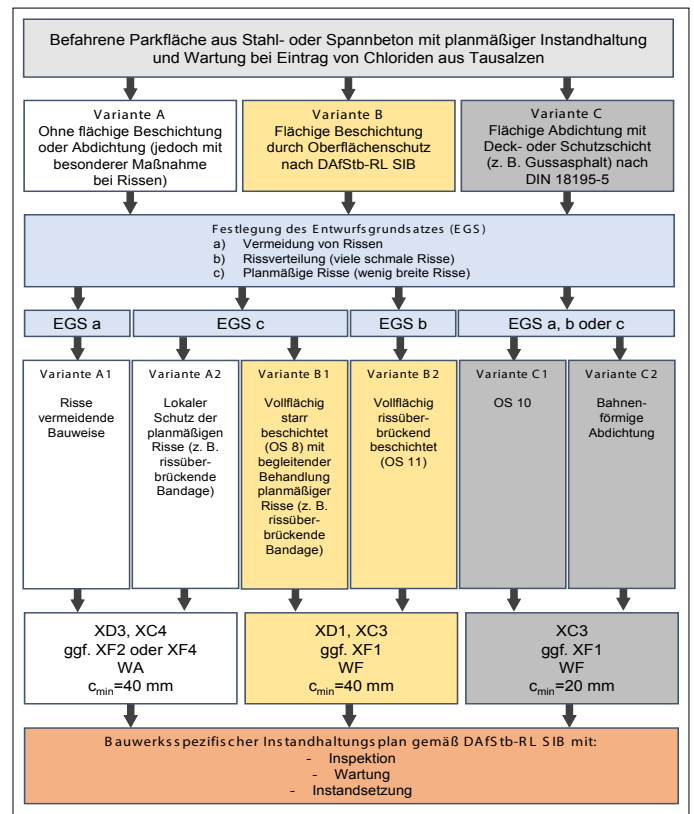 Befahrene Parkfläche aus Stahl- oder Spannbeton mit planmäßiger Instandhaltung
und Wartung bei Eintrag von Chloriden aus Tausalzen
Variante A
Ohne flächige Beschichtung
oder Abdichtung (jedoch mit
besonderer Maßnahme
bei Rissen)
Variante B
Flächige Beschichtung
durch Oberflächenschutz
nach DAfStb-RL SIB
Variante C
Flächige Abdichtung mit
Deck- oder Schutzschicht
(z. B. Gussasphalt) nach
DIN 18195-5
Festlegung des Entwurfsgrundsatzes (EGS)
a) Vermeidung von Rissen
b) Rissverteilung (viele schmale Risse)
c) Planmäßige Risse (wenig breite Risse)
EGS a
EGS c
EGS b
EGS a, b oder c
Variante A1
Risse
vermeidende
Bauweise
Variante A2
Lokaler
Schutz der
planmäßigen
Risse (z. B.
rissüber-
brückende
Bandage)
Variante B1
Vollflächig
starr
beschichtet
(OS 8) mit
begleitender
Behandlung
planmäßiger
Risse (z. B.
rissüber-
brückende
Bandage)
Variante B2
Vollflächig
rissüber-
brückend
beschichtet
(OS 11)
Variante C1
OS 10
Variante C2
Bahnen-
förmige
Abdichtung
XD3, XC4
ggf. XF2 oder XF4
WA
cmin=40 mm
XD1, XC3
ggf. XF1
WF
cmin=40 mm
XC3
ggf. XF1
WF
cmin=20 mm
Bauwerksspezifischer Instandhaltungsplan gemäß DAfStb-RL SIB mit:
- Inspektion
- Wartung
- Instandsetzung